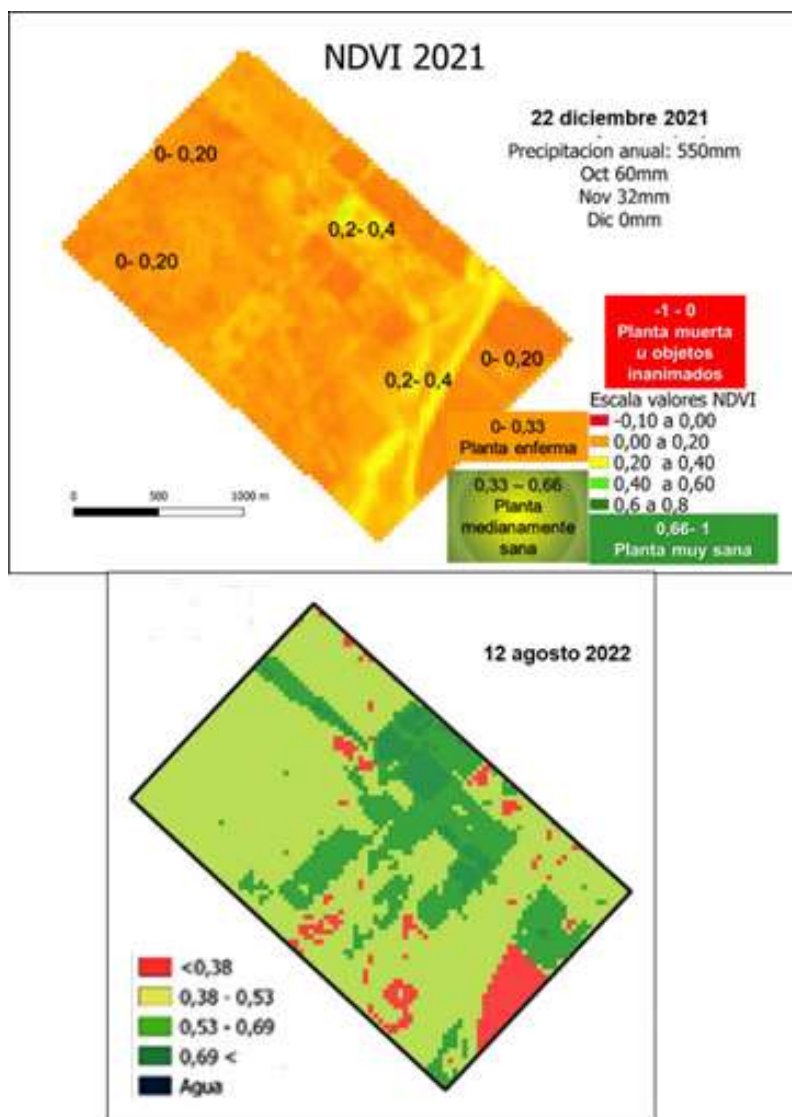 NDVI 2021
22 diciembre 2021
Precipitacion anual: 550mm
Oct 60mm
Nov 32mm
Dic 0mm
0- 0,20
0,2- 0,4
0- 0,20
0,2- 0,4
0- 0,20
-1 - 0
Planta muerta
u objetos
inanimados
Escala valores NDVI
-0,10 a 0,00
0,00 a 0,20
0,20 a 0,40
0,40 a 0,60
0,6 a 0,8
0- 0,33
Planta enferma
0,33 – 0,66
Planta
medianamente
sana
0,66- 1
Planta muy sana
0 500 1000 m
12 agosto 2022
<0,38
0,38 - 0,53
0,53 - 0,69
0,69 <
Agua